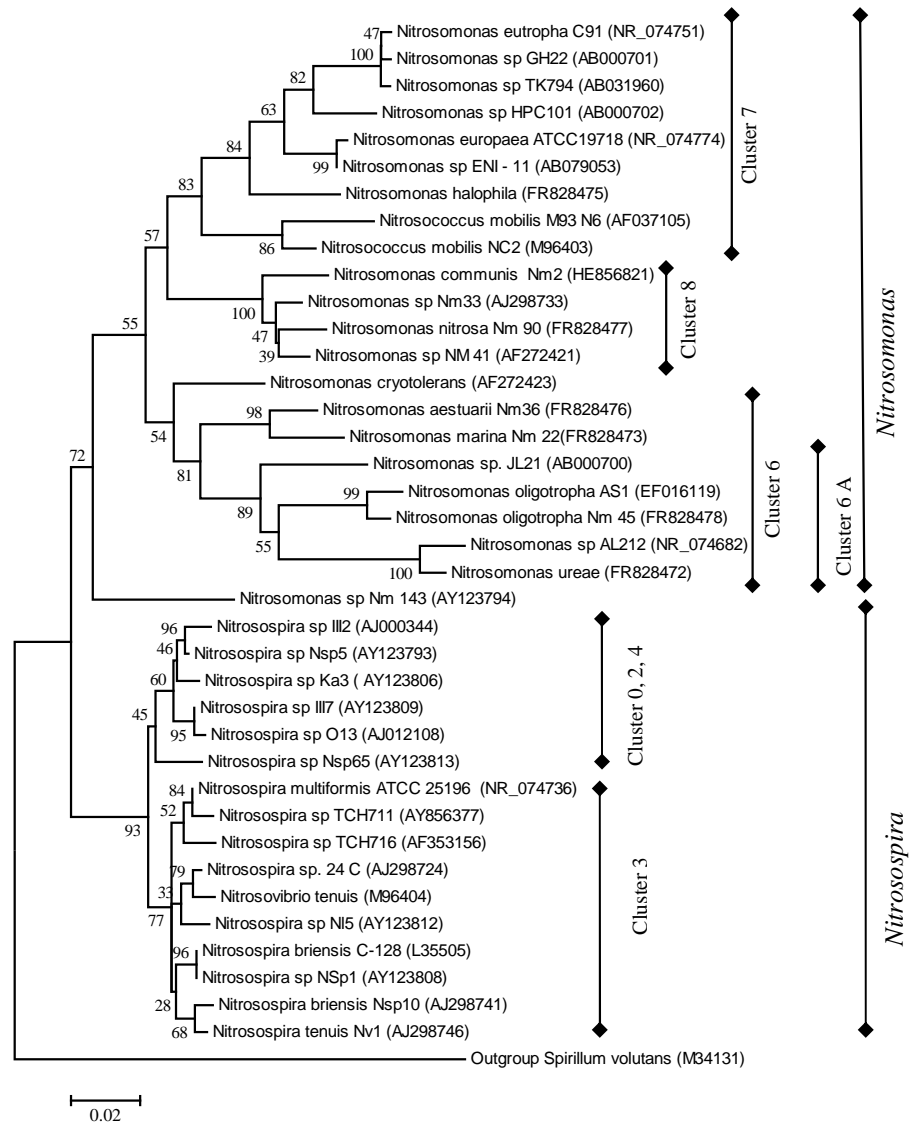 47
Nitrosomonas eutropha C91 (NR_074751)
100
Nitrosomonas sp GH22 (AB000701)
82
Nitrosomonas sp TK794 (AB031960)
63
Nitrosomonas sp HPC101 (AB000702)
Nitrosomonas europaea ATCC19718 (NR_074774)
84
99
Nitrosomonas sp ENI - 11 (AB079053)
83
Nitrosomonas halophila (FR828475)
Nitrosococcus mobilis M93 N6 (AF037105)
86
Nitrosococcus mobilis NC2 (M96403)
Cluster 7
57
Nitrosomonas communis Nm2 (HE856821)
100
Nitrosomonas sp Nm33 (AJ298733)
47
Nitrosomonas nitrosa Nm 90 (FR828477)
39
Nitrosomonas sp NM 41 (AF272421)
Cluster 8
55
Nitrosomonas cryotolerans (AF272423)
54
98
Nitrosomonas aestuarii Nm36 (FR828476)
Nitrosomonas marina Nm 22(FR828473)
81
Nitrosomonas sp. JL21 (AB000700)
89
99
Nitrosomonas oligotropha AS1 (EF016119)
Nitrosomonas oligotropha Nm 45 (FR828478)
55
Nitrosomonas sp AL212 (NR_074682)
100
Nitrosomonas ureae (FR828472)
Cluster 6
Cluster 6 A
Nitrosomonas
72
Nitrosomonas sp Nm 143 (AY123794)
96
Nitrosospira sp III2 (AJ000344)
46
Nitrosospira sp Nsp5 (AY123793)
60
Nitrosospira sp Ka3 ( AY123806)
Nitrosospira sp III7 (AY123809)
45
95
Nitrosospira sp O13 (AJ012108)
Nitrosospira sp Nsp65 (AY123813)
Cluster 0, 2, 4
93
84
Nitrosospira multiformis ATCC 25196 (NR_074736)
52
Nitrosospira sp TCH711 (AY856377)
Nitrosospira sp TCH716 (AF353156)
79
Nitrosospira sp. 24 C (AJ298724)
33
Nitrosovibrio tenuis (M96404)
77
Nitrosospira sp Nl5 (AY123812)
96
Nitrosospira briensis C-128 (L35505)
Nitrosospira sp NSp1 (AY123808)
28
Nitrosospira briensis Nsp10 (AJ298741)
68
Nitrosospira tenuis Nv1 (AJ298746)
Cluster 3
Nitrosospira
Outgroup Spirillum volutans (M34131)
0.02